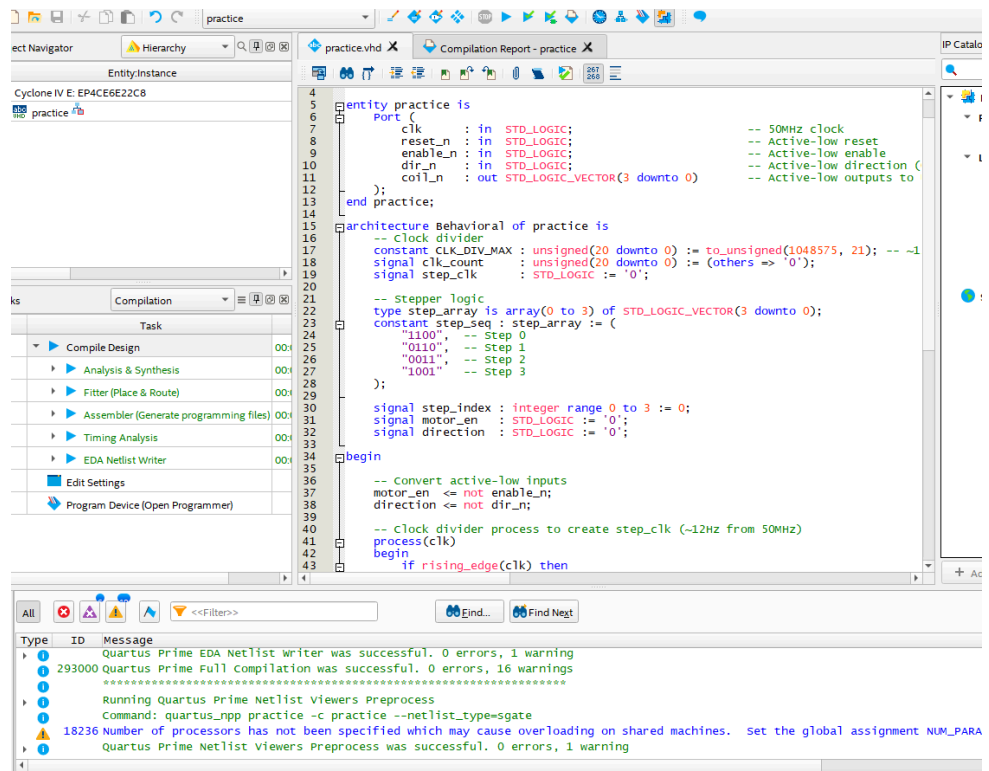 practice
ect Navigator
Hierarchy
practice.vhd
Compilation Report - practice
IP Catalo
Entity:Instance
Cyclone IV E: EP4CE6E22C8
practice
267
268
4
5 entity practice is
6 Port (
7 clk : in STD_LOGIC; -- 50MHz clock
8 reset_n : in STD_LOGIC; -- Active-low reset
9 enable_n : in STD_LOGIC; -- Active-low enable
10 dir_n : in STD_LOGIC; -- Active-low direction (
11 coil_n : out STD_LOGIC_VECTOR(3 downto 0) -- Active-low outputs to
12 );
13 end practice;
14
15 architecture Behavioral of practice is
16 -- Clock divider
17 constant CLK_DIV_MAX : unsigned(20 downto 0) := to_unsigned(1048575, 21); -- ~1
18 signal clk_count : unsigned(20 downto 0) := (others => '0');
19 signal step_clk : STD_LOGIC := '0';
20
21 -- Stepper logic
22 type step_array is array(0 to 3) of STD_LOGIC_VECTOR(3 downto 0);
23 constant step_seq : step_array := (
24 "1100", -- Step 0
25 "0110", -- Step 1
26 "0011", -- Step 2
27 "1001" -- Step 3
28 );
29
30 signal step_index : integer range 0 to 3 := 0;
31 signal motor_en : STD_LOGIC := '0';
32 signal direction : STD_LOGIC := '0';
33
34 begin
35
36 -- Convert active-low inputs
37 motor_en <= not enable_n;
38 direction <= not dir_n;
39
40 -- Clock divider process to create step_clk (~12Hz from 50MHz)
41 process(clk)
42 begin
43 if rising_edge(clk) then
ks
Compilation
Task
Compile Design 00:
Analysis & Synthesis 00:
Fitter (Place & Route) 00:
Assembler (Generate programming files) 00:
Timing Analysis 00:
EDA Netlist Writer 00:
Edit Settings
Program Device (Open Programmer)
+ Ad
All
<<Filter>>
Find...
Find Next
Type ID Message
Quartus Prime EDA Netlist Writer was successful. 0 errors, 1 warning
293000 Quartus Prime Full Compilation was successful. 0 errors, 16 warnings
*******************************************************************
Running Quartus Prime Netlist Viewers Preprocess
Command: quartus_npp practice -c practice --netlist_type=sgate
18236 Number of processors has not been specified which may cause overloading on shared machines. Set the global assignment NUM_PARA
Quartus Prime Netlist Viewers Preprocess was successful. 0 errors, 1 warning